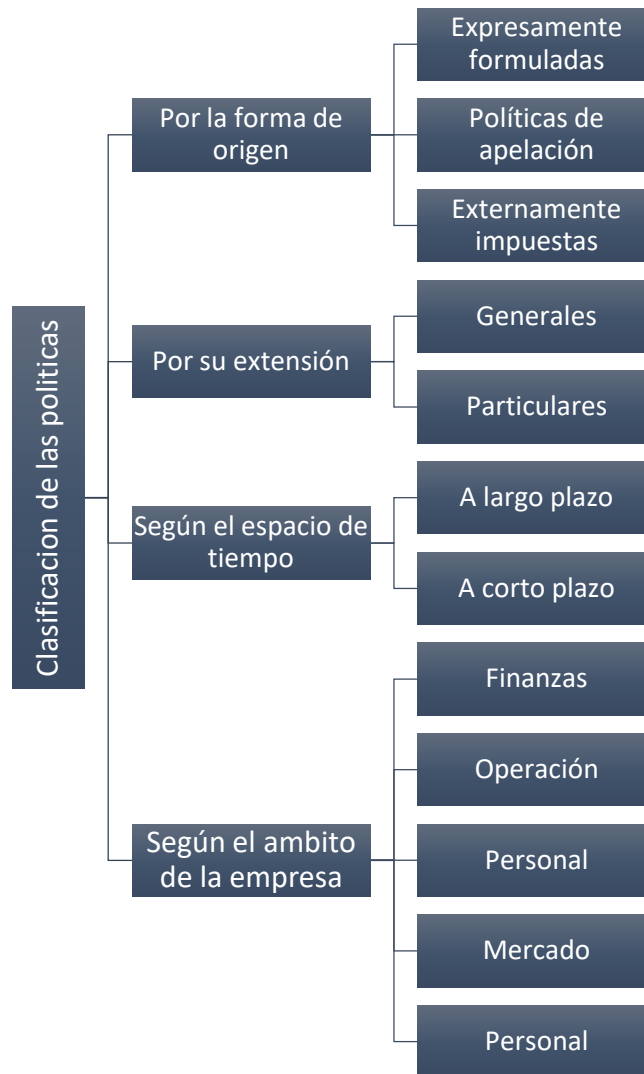 Clasificacion de las politicas
Por la forma de
origen
Expresamente
formuladas
Políticas de
apelación
Externamente
impuestas
Por su extensión
Generales
Particulares
Según el espacio de
tiempo
A largo plazo
A corto plazo
Según el ambito
de la empresa
Finanzas
Operación
Personal
Mercado
Personal